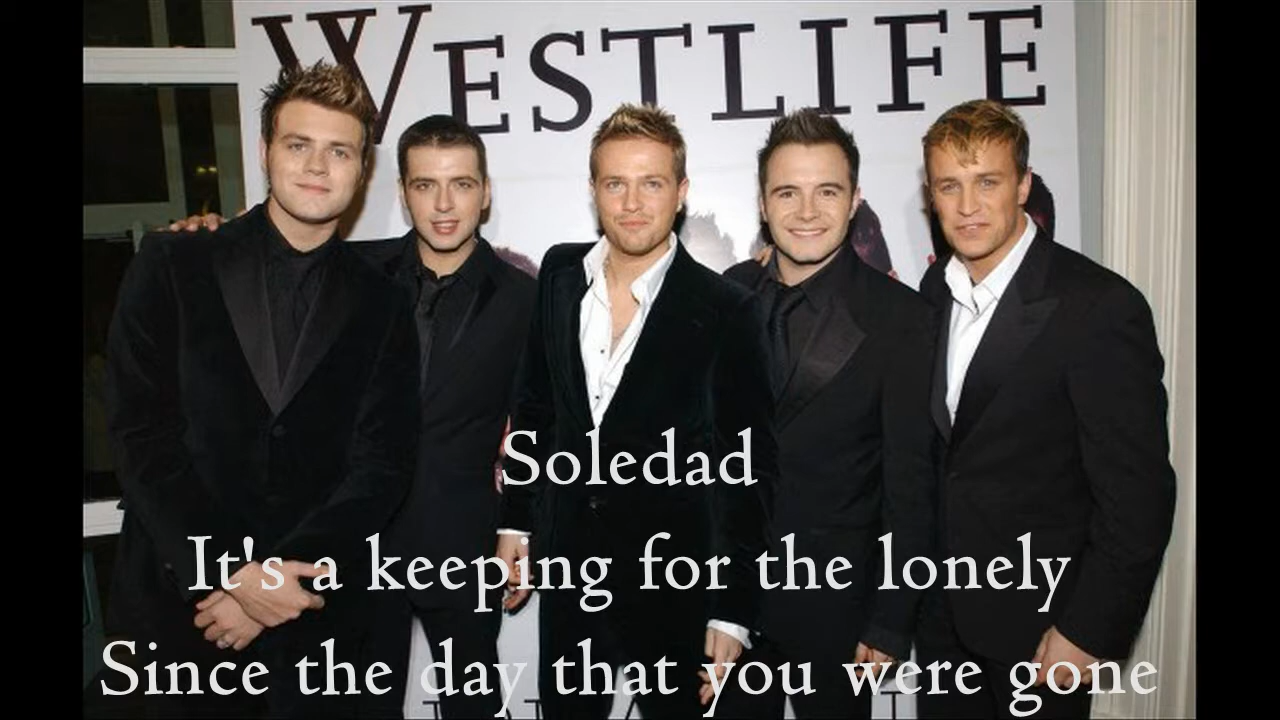 WESTLIFE
Soledad
It's a keeping for the lonely
Since the day that you were gone